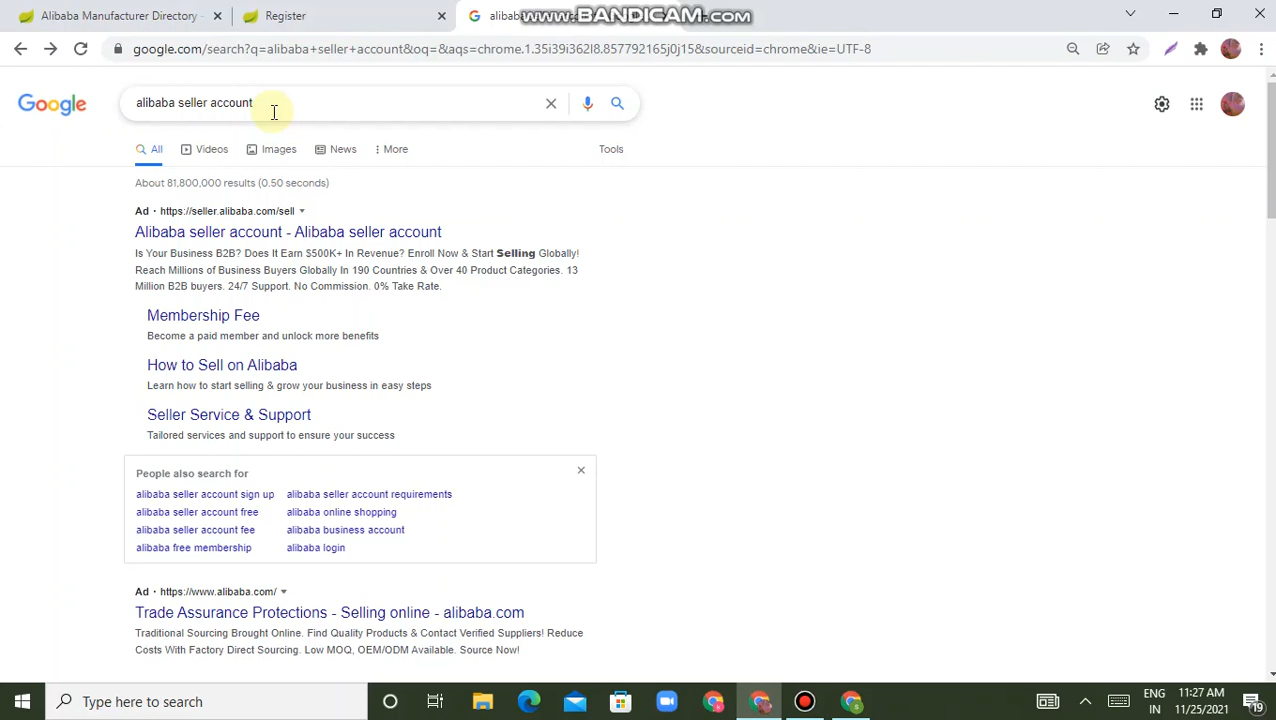 Alibaba Manufacturer Directory -
Register
www.BANDICAM.com
google.com/search?q=alibaba+seller+account&oq=&aqs=chrome.1.35i39i362l8.857792165j0j15&sourceid=chrome&ie=UTF-8
Google
alibaba seller account
All
Videos
Images
News
More
Tools
About 81,800,000 results (0.50 seconds)
Ad · https://seller.alibaba.com/sell
Alibaba seller account - Alibaba seller account
Is Your Business B2B? Does It Earn $500K+ In Revenue? Enroll Now & Start Selling Globally!
Reach Millions of Business Buyers Globally In 190 Countries & Over 40 Product Categories. 13
Million B2B buyers. 24/7 Support. No Commission. 0% Take Rate.
Membership Fee
Become a paid member and unlock more benefits
How to Sell on Alibaba
Learn how to start selling & grow your business in easy steps
Seller Service & Support
Tailored services and support to ensure your success
People also search for
alibaba seller account sign up alibaba seller account requirements
alibaba seller account free alibaba online shopping
alibaba seller account fee alibaba business account
alibaba free membership alibaba login
Ad · https://www.alibaba.com/
Trade Assurance Protections - Selling online - alibaba.com
Traditional Sourcing Brought Online. Find Quality Products & Contact Verified Suppliers! Reduce
Costs With Factory Direct Sourcing. Low MOQ, OEM/ODM Available. Source Now!
Type here to search
ENG
IN
11:27 AM
11/25/2021
19